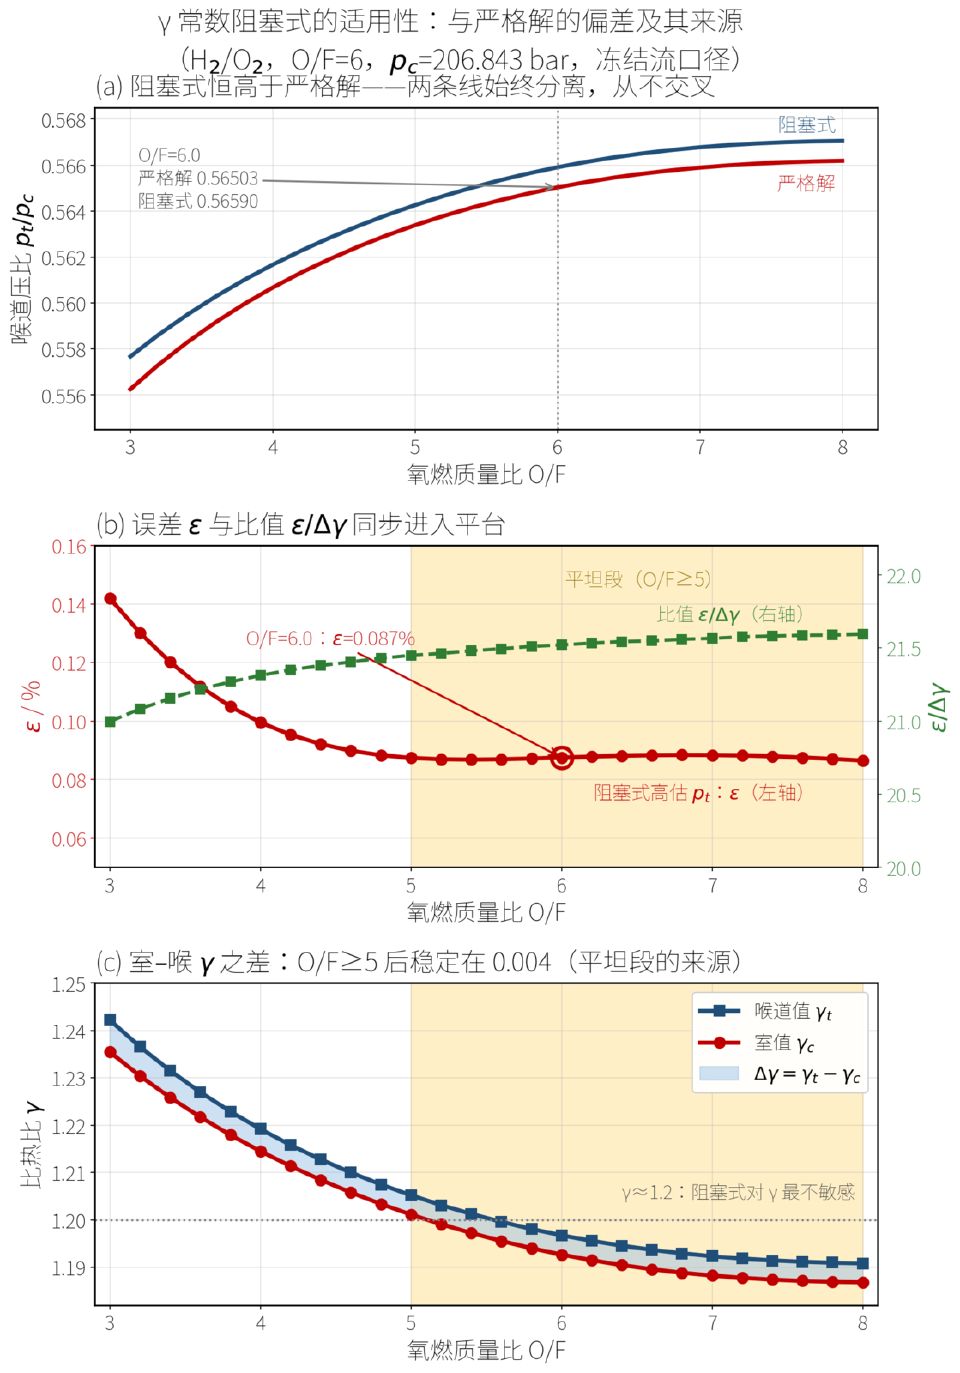 γ 常数阻塞式的适用性：与严格解的偏差及其来源
（H₂/O₂，O/F=6，p_c=206.843 bar，冻结流口径）
(a) 阻塞式恒高于严格解——两条线始终分离，从不交叉
0.568
0.566
0.564
0.562
0.560
0.558
0.556
喉道压比 p_t/p_c
O/F=6.0
严格解 0.56503
阻塞式 0.56590
阻塞式
严格解
3 4 5 6 7 8
氧燃质量比 O/F
(b) 误差 ε 与比值 ε/Δγ 同步进入平台
0.16
0.14
0.12
0.10
0.08
0.06
ε / %
平坦段（O/F≥5）
比值 ε/Δγ（右轴）
O/F=6.0：ε=0.087%
阻塞式高估 p_t：ε（左轴）
22.0
21.5
21.0
20.5
20.0
ε/Δγ
3 4 5 6 7 8
氧燃质量比 O/F
(c) 室–喉 γ 之差：O/F≥5 后稳定在 0.004（平坦段的来源）
1.25
1.24
1.23
1.22
1.21
1.20
1.19
比热比 γ
喉道值 γ_t
室值 γ_c
Δγ = γ_t − γ_c
γ≈1.2：阻塞式对 γ 最不敏感
3 4 5 6 7 8
氧燃质量比 O/F